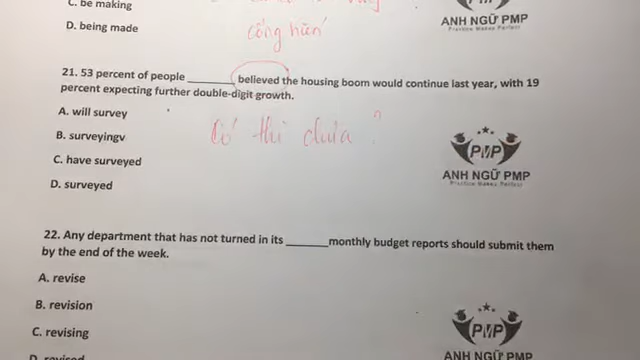 C. be making
D. being made
cống hiến
ANH NGỮ PMP
Practice Makes Perfect
21. 53 percent of people ________ believed the housing boom would continue last year, with 19
percent expecting further double-digit growth.
A. will survey
B. surveyingv
C. have surveyed
D. surveyed
Có thì chưa ?
PMP
ANH NGỮ PMP
Practice Makes Perfect
22. Any department that has not turned in its _______monthly budget reports should submit them
by the end of the week.
A. revise
B. revision
C. revising
D. revised
PMP
ANH NGỮ PMP